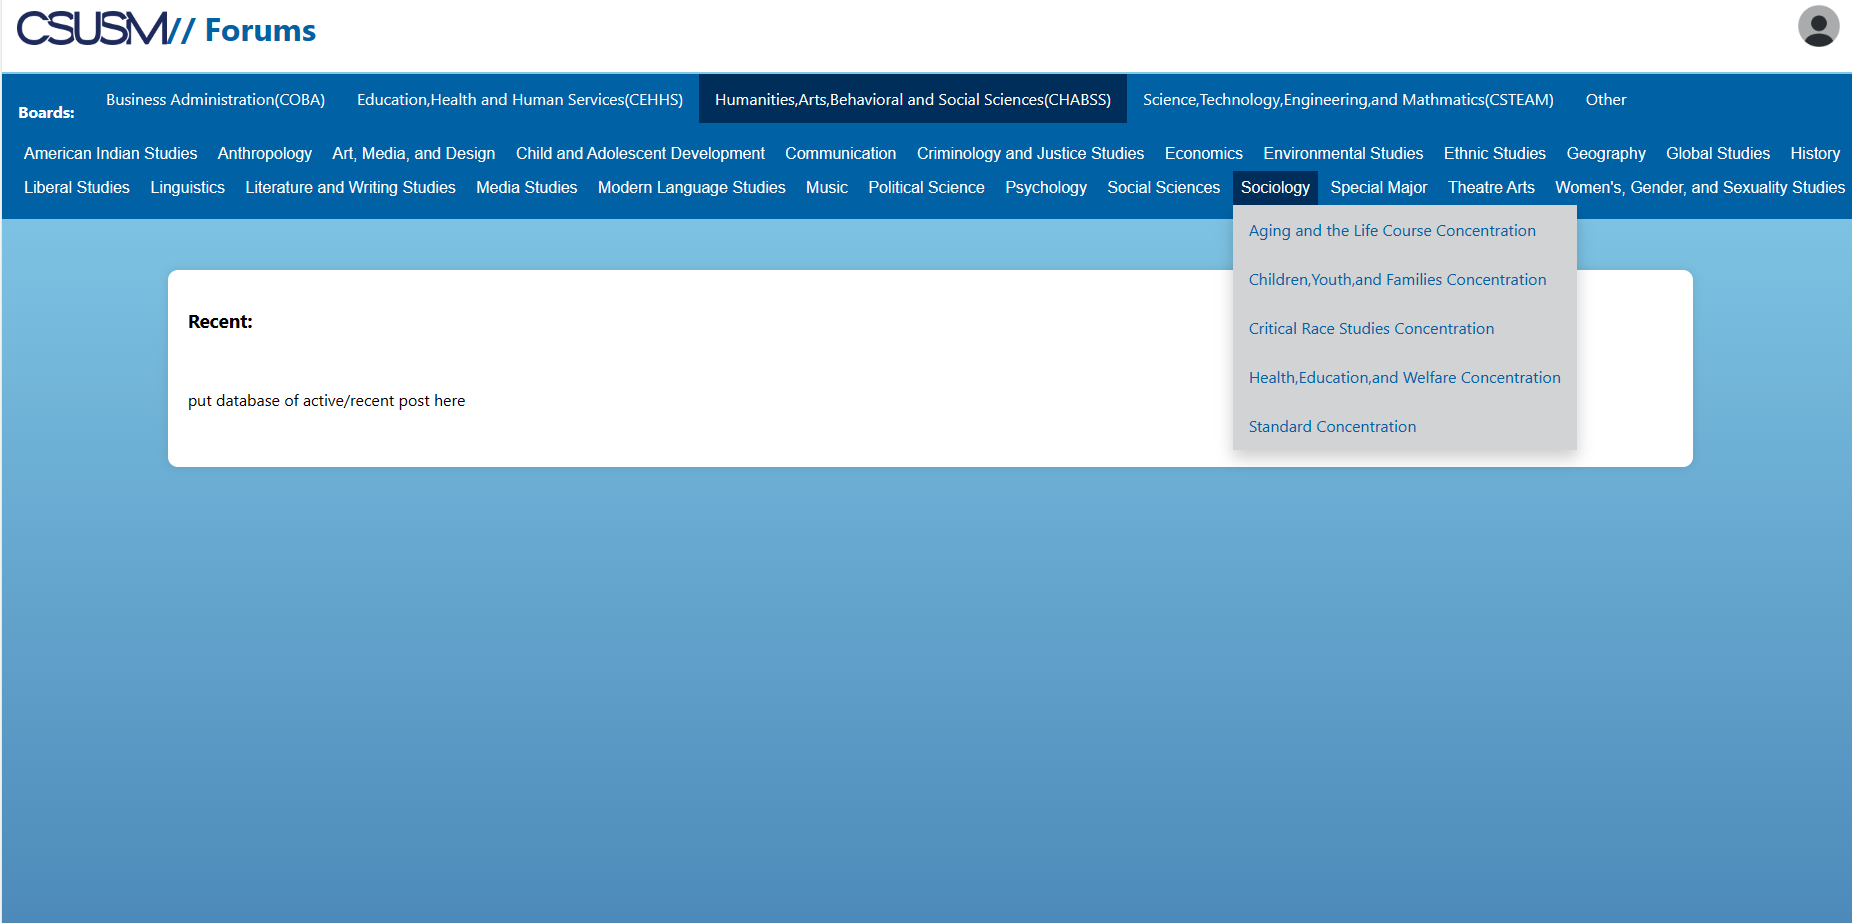 CSUSM// Forums
Boards:
Business Administration(COBA) Education,Health and Human Services(CEHHS) Humanities,Arts,Behavioral and Social Sciences(CHABSS) Science,Technology,Engineering,and Mathmatics(CSTEAM) Other
American Indian Studies Anthropology Art, Media, and Design Child and Adolescent Development Communication Criminology and Justice Studies Economics Environmental Studies Ethnic Studies Geography Global Studies History
Liberal Studies Linguistics Literature and Writing Studies Media Studies Modern Language Studies Music Political Science Psychology Social Sciences Sociology Special Major Theatre Arts Women's, Gender, and Sexuality Studies
Aging and the Life Course Concentration
Children,Youth,and Families Concentration
Critical Race Studies Concentration
Health,Education,and Welfare Concentration
Standard Concentration
Recent:
put database of active/recent post here